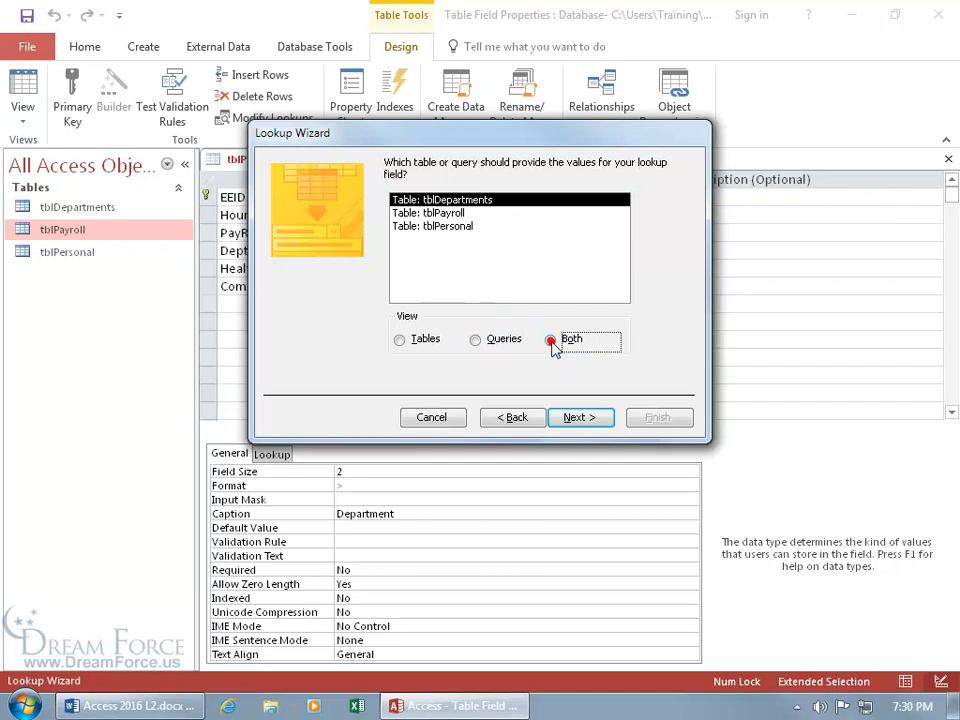 Table Tools
Table Field Properties : Database- C:\Users\Training\...
Sign in
File
Home
Create
External Data
Database Tools
Design
Tell me what you want to do
View
Primary Key
Builder
Test Validation Rules
Insert Rows
Delete Rows
Modify Lookups
Property
Indexes
Create Data
Rename/
Relationships
Object
Views
Tools
All Access Obje...
Tables
tblDepartments
tblPayroll
tblPersonal
EEID
Dept
ption (Optional)
Lookup Wizard
Which table or query should provide the values for your lookup
field?
Table: tblDepartments
Table: tblPayroll
Table: tblPersonal
View
Tables
Queries
Both
Cancel
< Back
Next >
Finish
General
Lookup
Field Size 2
Format >
Input Mask
Caption Department
Default Value
Validation Rule
Validation Text
Required No
Allow Zero Length Yes
Indexed No
Unicode Compression No
IME Mode No Control
IME Sentence Mode None
Text Align General
The data type determines the kind of values
that users can store in the field. Press F1 for
help on data types.
DREAM FORCE
www.DreamForce.us
Lookup Wizard
Num Lock
Extended Selection
Access 2016 L2.docx ...
Access - Table Field ...
7:30 PM